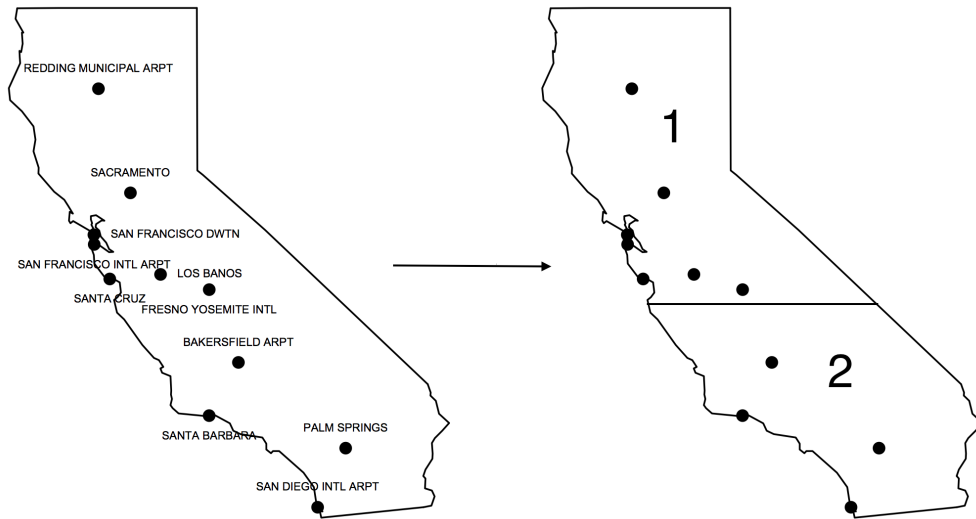 REDDING MUNICIPAL ARPT
1
SACRAMENTO
SAN FRANCISCO DWTN
SAN FRANCISCO INTL ARPT
LOS BANOS
SANTA CRUZ
FRESNO YOSEMITE INTL
BAKERSFIELD ARPT
2
SANTA BARBARA
PALM SPRINGS
SAN DIEGO INTL ARPT